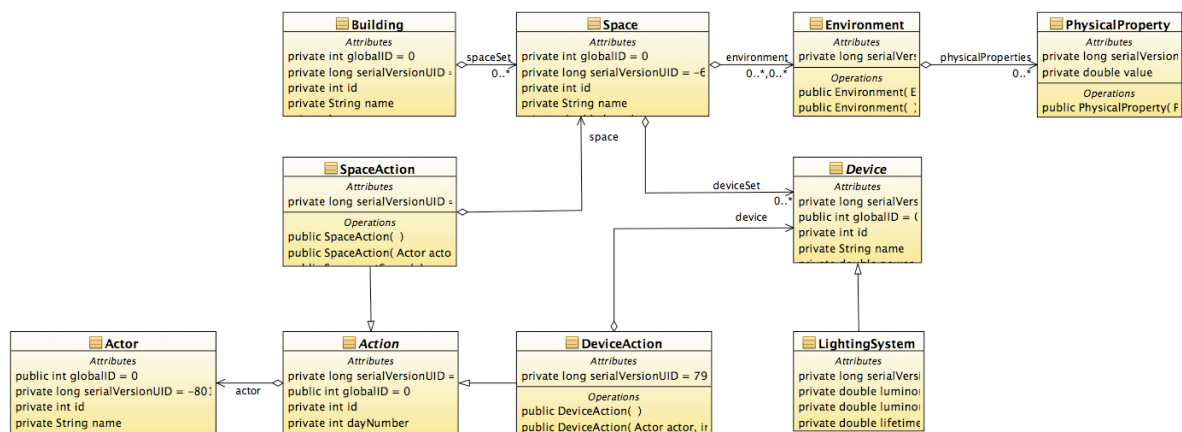 Building
Attributes
private int globalID = 0
private long serialVersionUID =
private int id
private String name
spaceSet
0..*
Space
Attributes
private int globalID = 0
private long serialVersionUID = -6
private int id
private String name
environment
0..*,0..*
Environment
Attributes
private long serialVers
Operations
public Environment( E
public Environment( )
physicalProperties
0..*
PhysicalProperty
Attributes
private long serialVersion
private double value
Operations
public PhysicalProperty( P
space
SpaceAction
Attributes
private long serialVersionUID =
Operations
public SpaceAction( )
public SpaceAction( Actor acto
deviceSet
0..*
device
Device
Attributes
private long serialVers
public int globalID = 0
private int id
private String name
private double power
Actor
Attributes
public int globalID = 0
private long serialVersionUID = -801
private int id
private String name
actor
Action
Attributes
private long serialVersionUID =
public int globalID = 0
private int id
private int dayNumber
DeviceAction
Attributes
private long serialVersionUID = 79
Operations
public DeviceAction( )
public DeviceAction( Actor actor, in
LightingSystem
Attributes
private long serialVersi
private double lumino
private double lumino
private double lifetime